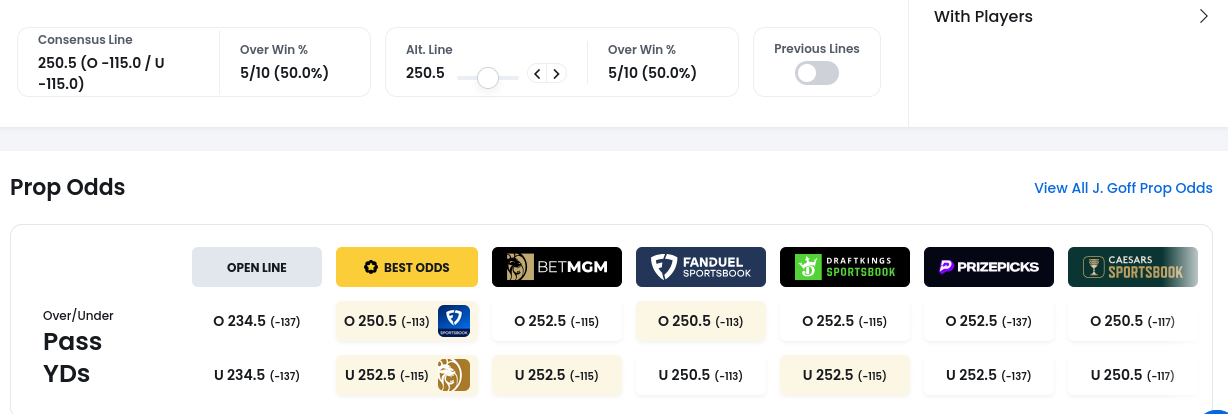 With Players
Consensus Line
250.5 (O -115.0 / U
-115.0)
Over Win %
5/10 (50.0%)
Alt. Line
250.5
Over Win %
5/10 (50.0%)
Previous Lines
Prop Odds
View All J. Goff Prop Odds
OPEN LINE
BEST ODDS
BETMGM
FANDUEL
SPORTSBOOK
DRAFTKINGS
SPORTSBOOK
PRIZEPICKS
CAESARS
SPORTSBOOK
Over/Under
Pass
YDs
O 234.5 (-137)
O 250.5 (-113)
SPORTSBOOK
O 252.5 (-115)
O 250.5 (-113)
O 252.5 (-115)
O 252.5 (-137)
O 250.5 (-117)
U 234.5 (-137)
U 252.5 (-115)
U 252.5 (-115)
U 250.5 (-113)
U 252.5 (-115)
U 252.5 (-137)
U 250.5 (-117)